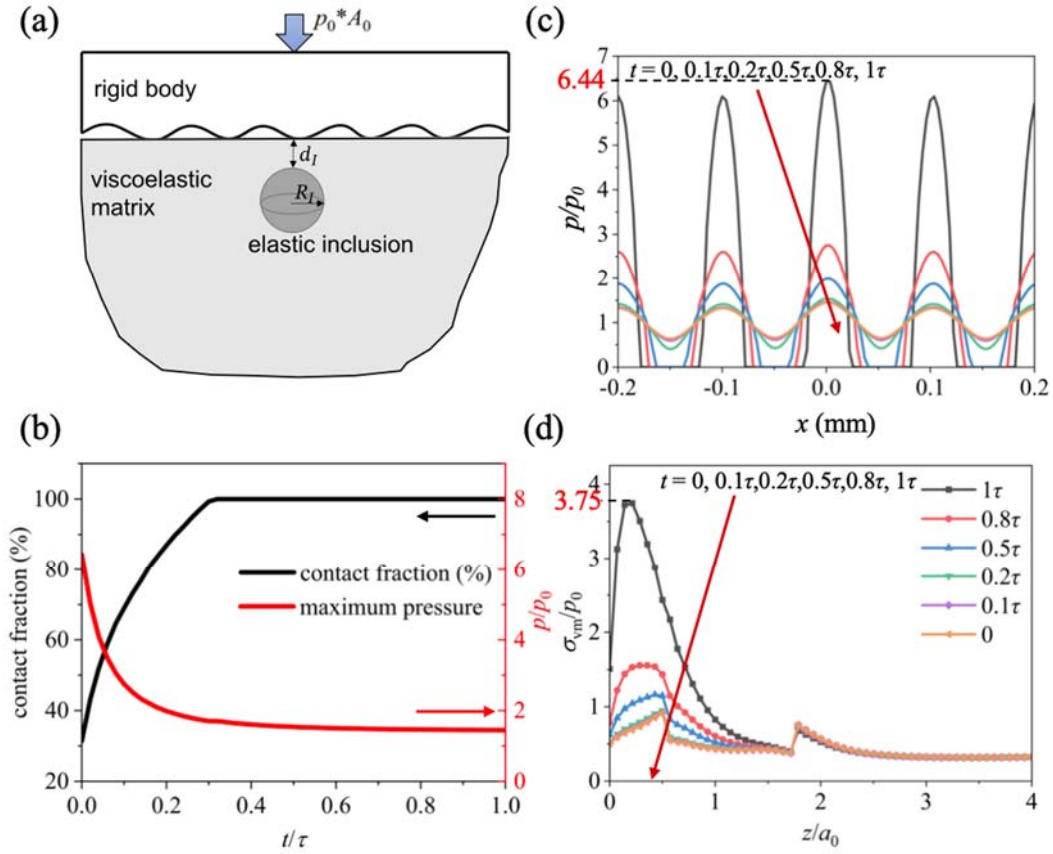 (a)
p₀*A₀
rigid body
d_I
viscoelastic
matrix
R_I
elastic inclusion
(c)
7
6
5
4
3
2
1
0
6.44
t = 0, 0.1τ,0.2τ,0.5τ,0.8τ, 1τ
p/p₀
-0.2
-0.1
0.0
0.1
0.2
x (mm)
(b)
100
80
60
40
20
contact fraction (%)
contact fraction (%)
maximum pressure
8
6
4
2
0
p/p₀
0.0
0.2
0.4
0.6
0.8
1.0
t/τ
(d)
4
3.75
3
2
1
0
t = 0, 0.1τ,0.2τ,0.5τ,0.8τ, 1τ
1τ
0.8τ
0.5τ
0.2τ
0.1τ
0
σvm/p₀
0
1
2
3
4
z/a₀